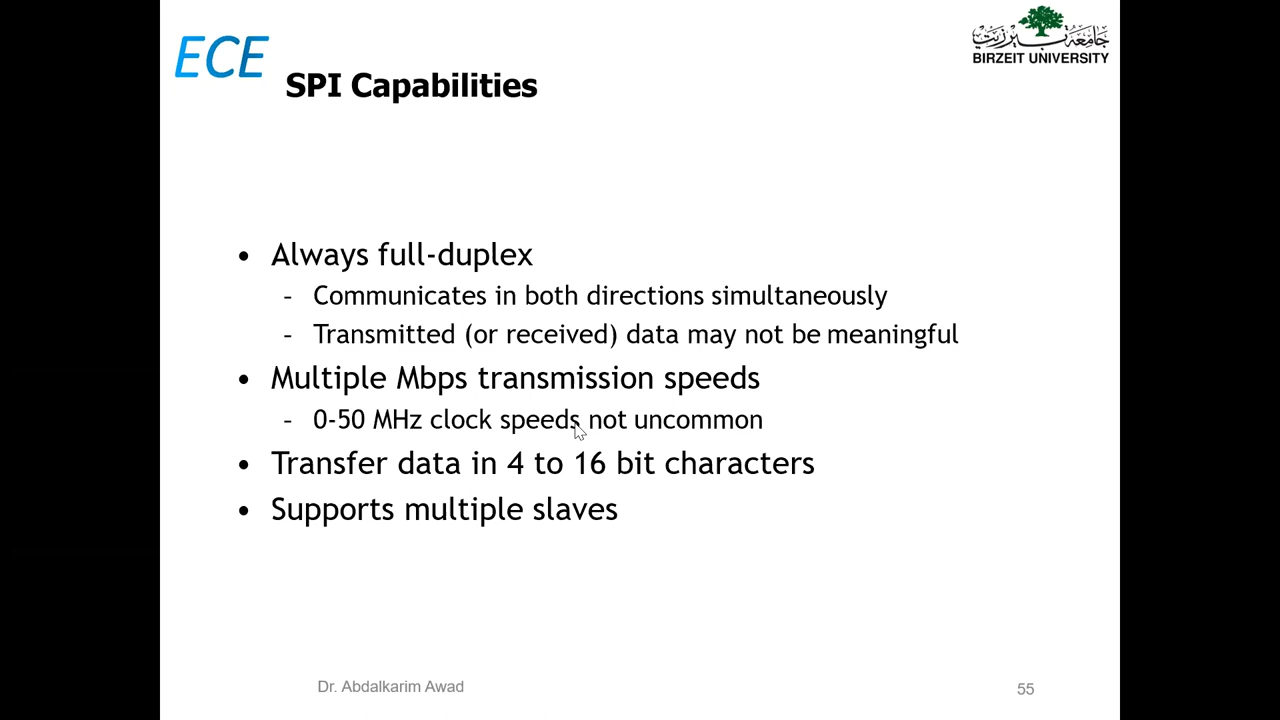 ECE
جامعة بيرزيت
BIRZEIT UNIVERSITY
SPI Capabilities
• Always full-duplex
– Communicates in both directions simultaneously
– Transmitted (or received) data may not be meaningful
• Multiple Mbps transmission speeds
– 0-50 MHz clock speeds not uncommon
• Transfer data in 4 to 16 bit characters
• Supports multiple slaves
Dr. Abdalkarim Awad
55